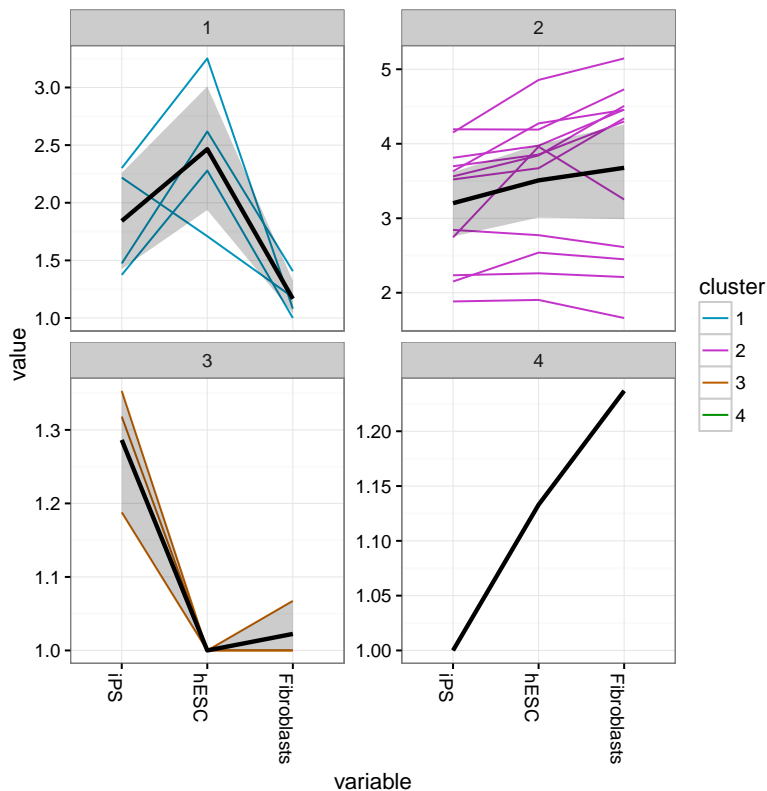 1
2
3.0
2.5
2.0
1.5
1.0
5
4
3
2
value
cluster
1
2
3
4
3
4
1.3
1.2
1.1
1.0
1.20
1.15
1.10
1.05
1.00
iPS
hESC
Fibroblasts
iPS
hESC
Fibroblasts
variable